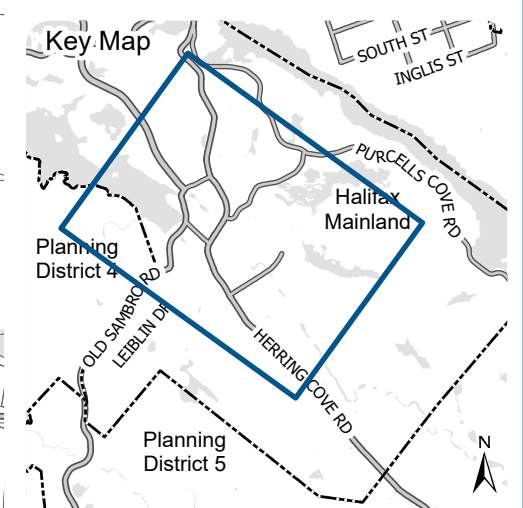 Key Map
SOUTH ST
INGLIS ST
PURCELLS COVE RD
Halifax
Mainland
Planning
District 4
OLD SAMBRO RD
LEIBLIN DR
HERRING COVE RD
Planning
District 5
N